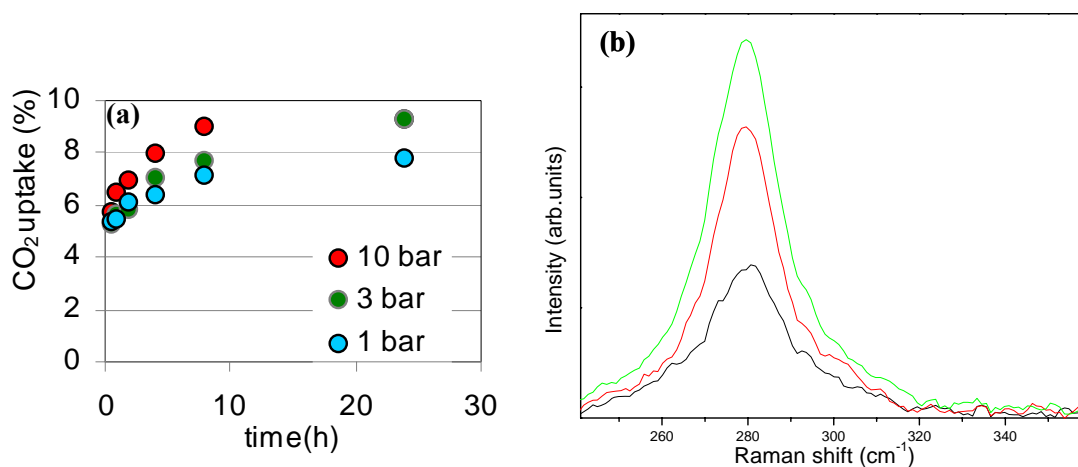 (a)
CO2 uptake (%)
10
8
6
4
2
0
0 10 20 30
time(h)
10 bar
3 bar
1 bar
(b)
Intensity (arb.units)
260 280 300 320 340
Raman shift (cm-1)